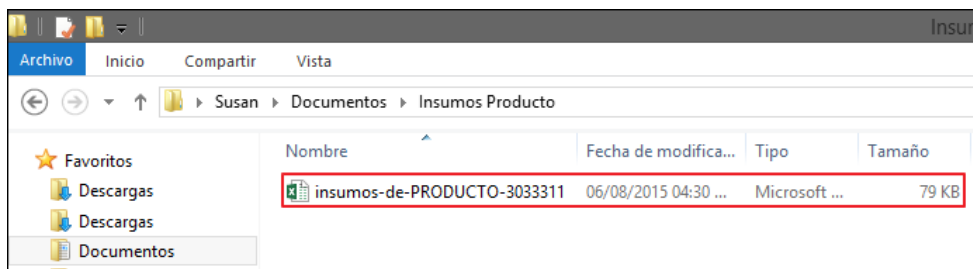 Insur
Archivo Inicio Compartir Vista
Susan Documentos Insumos Producto
Favoritos
Nombre Fecha de modifica... Tipo Tamaño
insumos-de-PRODUCTO-3033311 06/08/2015 04:30 ... Microsoft ... 79 KB
Descargas
Descargas
Documentos